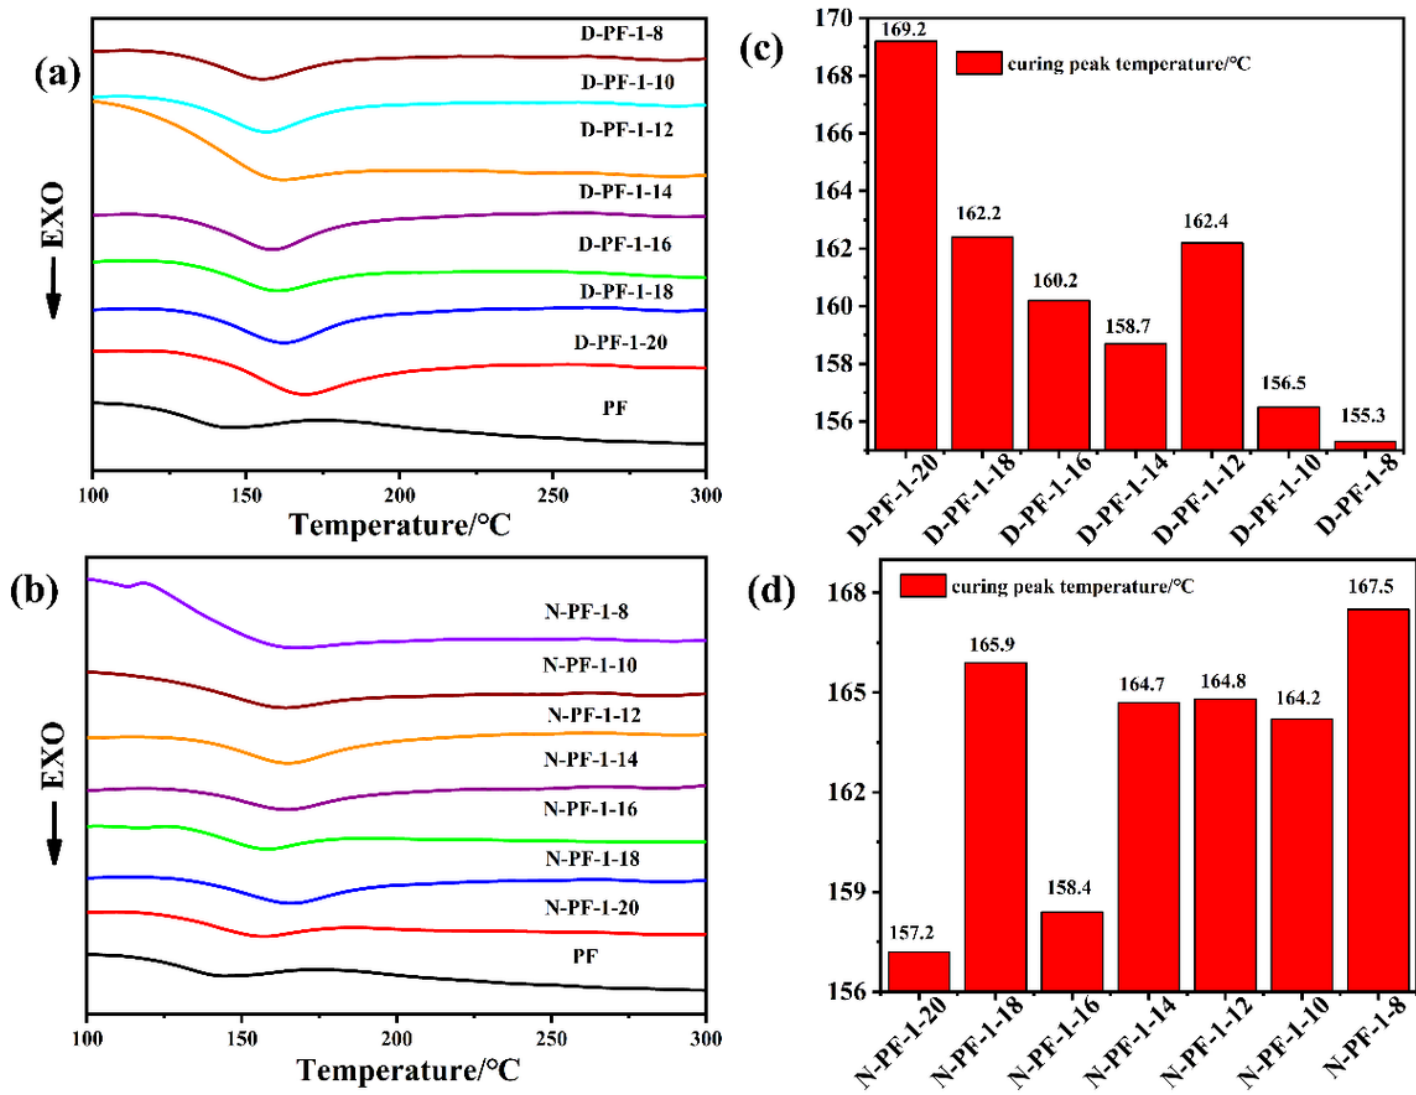 (a)
D-PF-1-8
D-PF-1-10
D-PF-1-12
D-PF-1-14
D-PF-1-16
D-PF-1-18
D-PF-1-20
PF
EXO
100 150 200 250 300
Temperature/°C
(c)
curing peak temperature/°C
170
168
166
164
162
160
158
156
169.2
162.2
160.2
158.7
162.4
156.5
155.3
D-PF-1-20 D-PF-1-18 D-PF-1-16 D-PF-1-14 D-PF-1-12 D-PF-1-10 D-PF-1-8
(b)
N-PF-1-8
N-PF-1-10
N-PF-1-12
N-PF-1-14
N-PF-1-16
N-PF-1-18
N-PF-1-20
PF
EXO
100 150 200 250 300
Temperature/°C
(d)
curing peak temperature/°C
168
165
162
159
156
157.2
165.9
158.4
164.7
164.8
164.2
167.5
N-PF-1-20 N-PF-1-18 N-PF-1-16 N-PF-1-14 N-PF-1-12 N-PF-1-10 N-PF-1-8